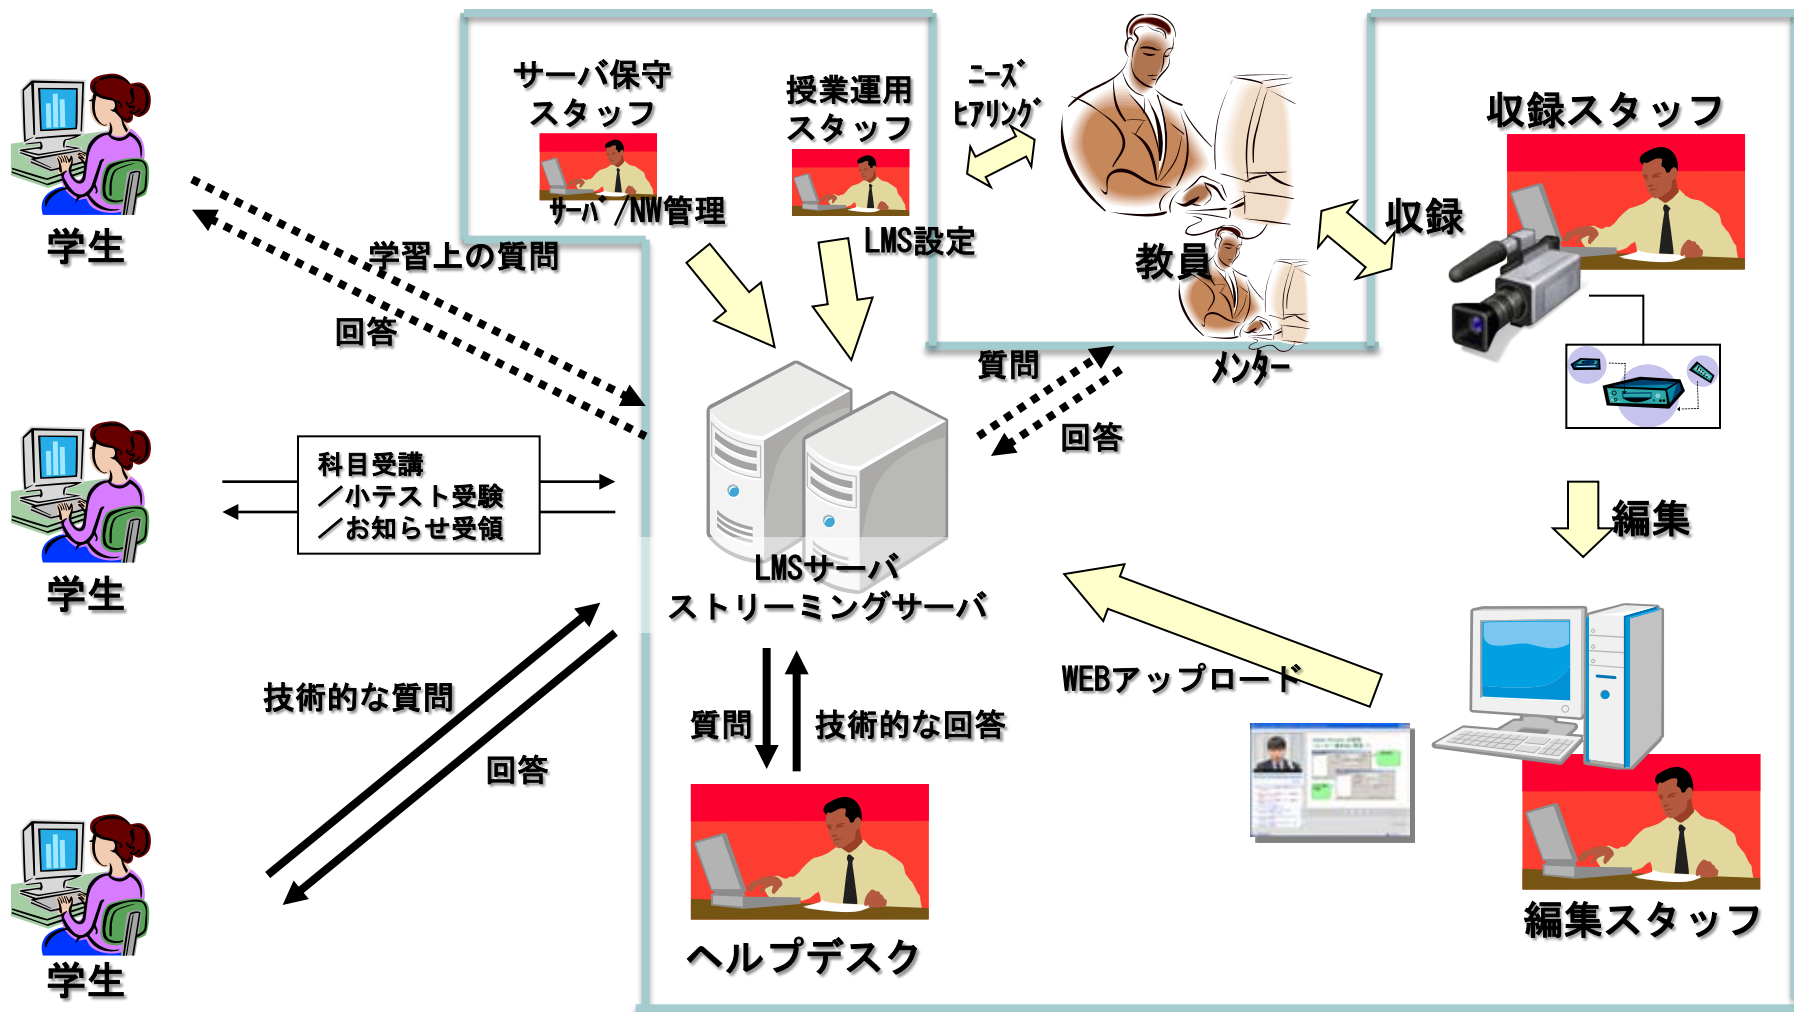 サーバ保守
スタッフ
サーバ/NW管理
授業運用
スタッフ
LMS設定
ニーズ
ヒアリング
教員
メンター
収録スタッフ
収録
学生
学習上の質問
回答
質問
回答
編集
学生
科目受講
／小テスト受験
／お知らせ受領
LMSサーバ
ストリーミングサーバ
WEBアップロード
技術的な質問
回答
質問
技術的な回答
ヘルプデスク
編集スタッフ
学生